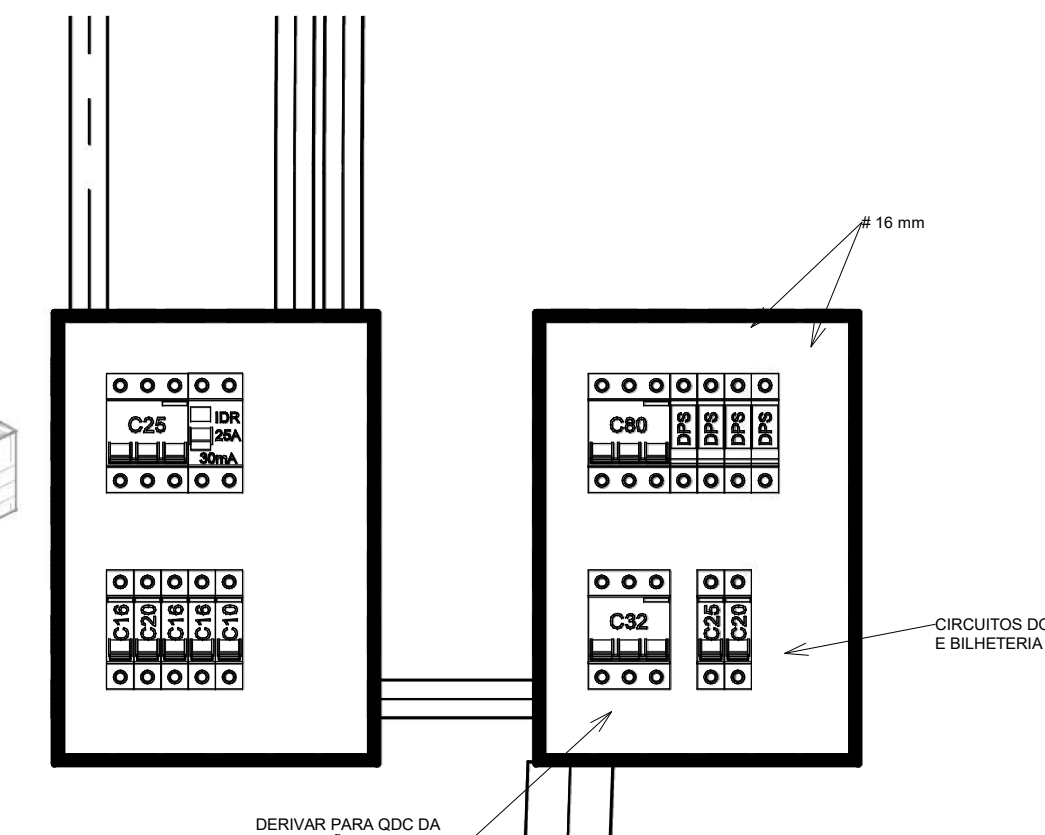 # 16 mm
C25
IDR
25A
30mA
C80
DPS
DPS
DPS
DPS
C16
C20
C16
C16
C10
C32
C25
C20
CIRCUITOS
E BILHETERIA
DERIVAR PARA QDC DA